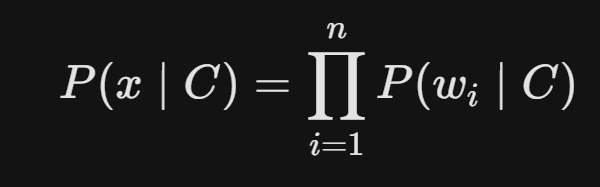 P(x | C) = ∏_{i=1}^{n} P(w_i | C)